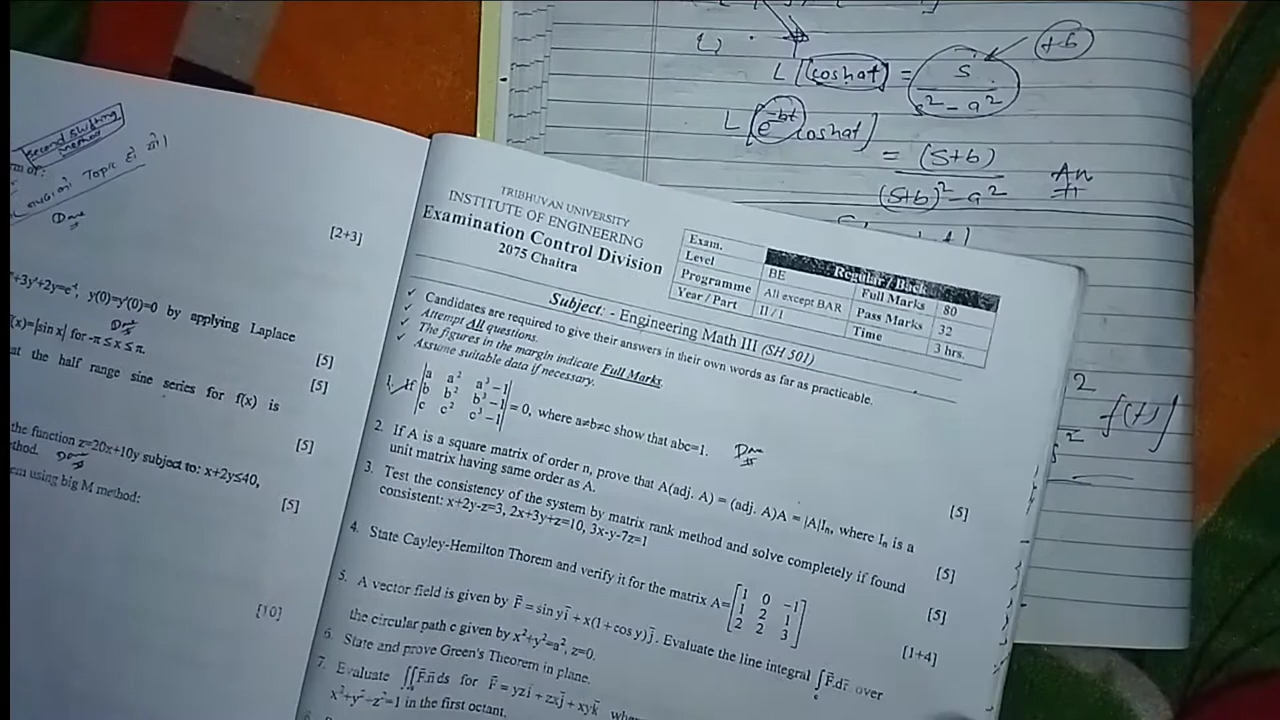 L[coshat] = s / s² - a²
+b
L[e^-bt coshat]
= (s+b) / (s+b)² - a²
An
f(t)]
Second Shifting
Topic हो यो।
Done
[2+3]
+3y'+2y=eᵗ, y(0)=y'(0)=0 by applying Laplace
Done
[5]
(x)=|sin x| for -π ≤ x ≤ π.
[5]
at the half range sine series for f(x) is
[5]
the function z=20x+10y subject to: x+2y≤40,
thod. Done
[5]
em using big M method:
[10]
TRIBHUVAN UNIVERSITY
INSTITUTE OF ENGINEERING
Examination Control Division
2075 Chaitra
Exam. Regular / Back
Level BE Full Marks 80
Programme All except BAR Pass Marks 32
Year / Part II / I Time 3 hrs.
Subject: - Engineering Math III (SH 501)
✓ Candidates are required to give their answers in their own words as far as practicable.
✓ Attempt All questions.
✓ The figures in the margin indicate Full Marks.
✓ Assume suitable data if necessary.
1. If |a a² a³-1; b b² b³-1; c c² c³-1| = 0, where a≠b≠c show that abc=1. Done
[5]
2. If A is a square matrix of order n, prove that A(adj. A) = (adj. A)A = |A|Iₙ, where Iₙ is a
unit matrix having same order as A.
[5]
3. Test the consistency of the system by matrix rank method and solve completely if found
consistent: x+2y-z=3, 2x+3y+z=10, 3x-y-7z=1
[5]
4. State Cayley-Hemilton Thorem and verify it for the matrix A=[1 0 -1; 1 2 1; 2 2 3]
[1+4]
5. A vector field is given by F̄ = sin y ī + x(1+cos y) j̄. Evaluate the line integral ∫c F̄.dr̄ over
the circular path c given by x²+y²=a², z=0.
6. State and prove Green's Theorem in plane.
7. Evaluate ∬ F̄.n̄ ds for F̄ = yz ī + zx j̄ + xy k̄
x²+y²+z²=1 in the first octant.